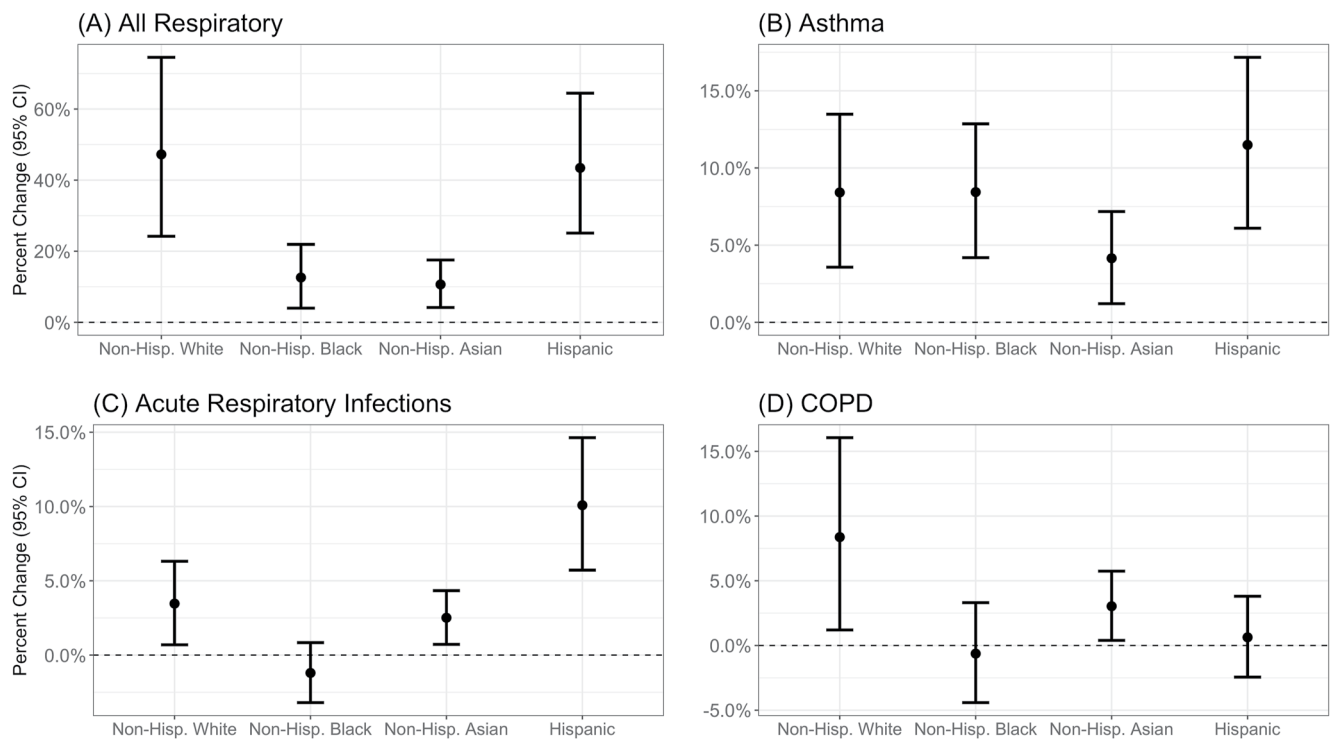 (A) All Respiratory
Percent Change (95% CI)
60%
40%
20%
0%
Non-Hisp. White Non-Hisp. Black Non-Hisp. Asian Hispanic
(B) Asthma
15.0%
10.0%
5.0%
0.0%
Non-Hisp. White Non-Hisp. Black Non-Hisp. Asian Hispanic
(C) Acute Respiratory Infections
Percent Change (95% CI)
15.0%
10.0%
5.0%
0.0%
Non-Hisp. White Non-Hisp. Black Non-Hisp. Asian Hispanic
(D) COPD
15.0%
10.0%
5.0%
0.0%
-5.0%
Non-Hisp. White Non-Hisp. Black Non-Hisp. Asian Hispanic